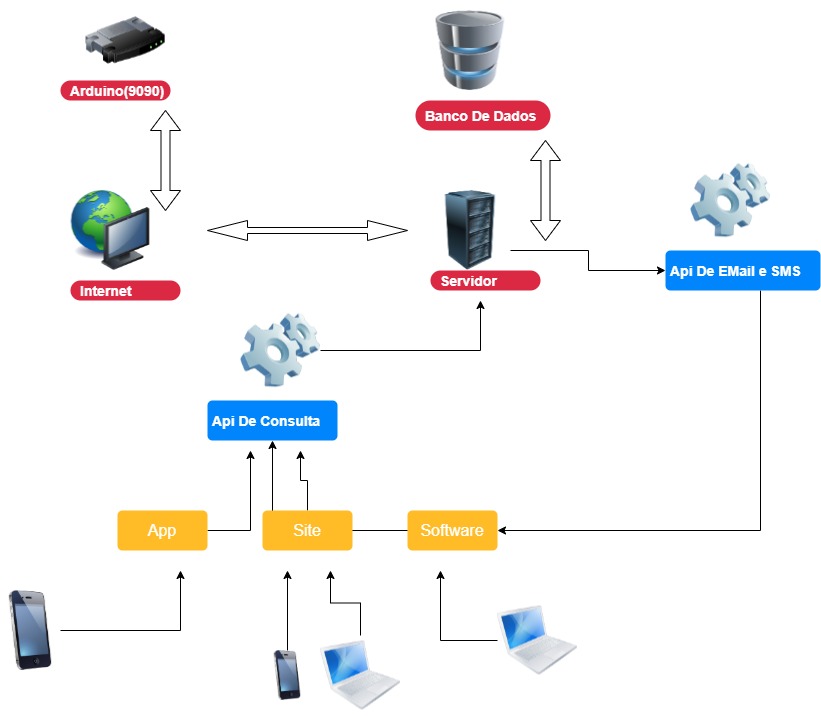 Arduino(9090)
Banco De Dados
Internet
Servidor
Api De EMail e SMS
Api De Consulta
App
Site
Software